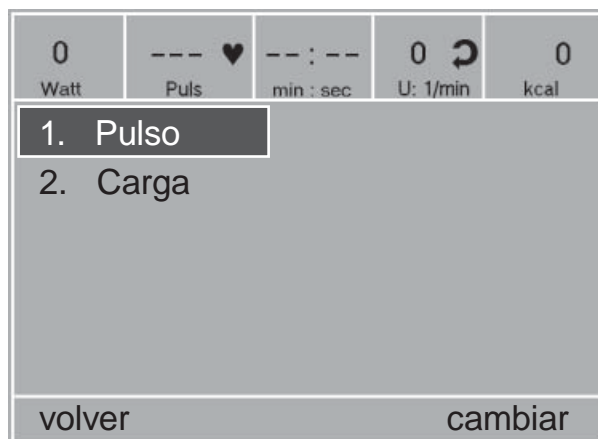 0 --- ♥ --:-- 0 0
Watt Puls min : sec U: 1/min kcal
1. Pulso
2. Carga
volver cambiar